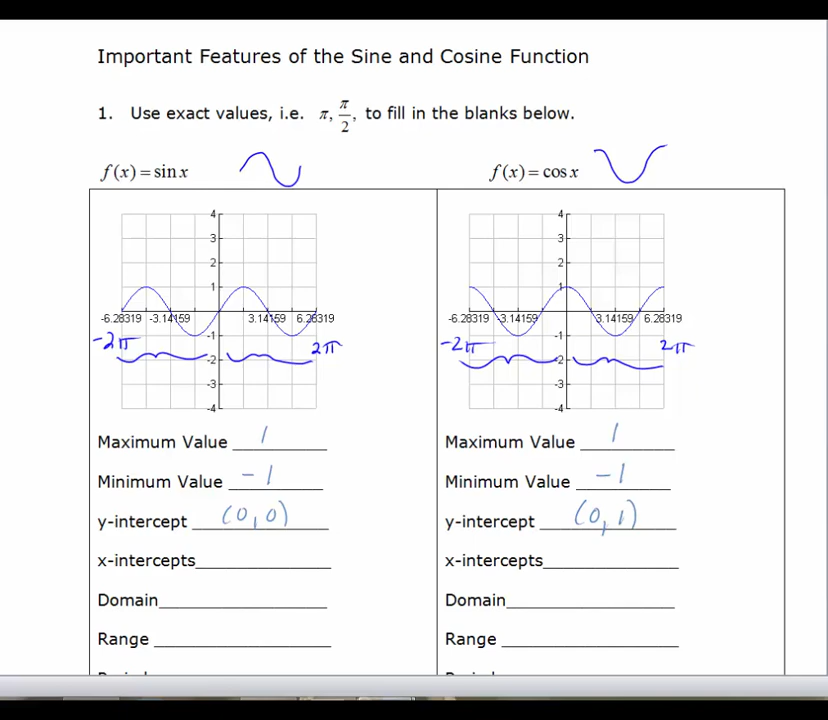 Important Features of the Sine and Cosine Function
1. Use exact values, i.e. π, π/2, to fill in the blanks below.
f(x) = sin x
4
3
2
1
-6.28319 -3.14159 3.14159 6.28319
-1
-2π 2π
-2
-3
-4
Maximum Value 1
Minimum Value -1
y-intercept (0, 0)
x-intercepts
Domain
Range
f(x) = cos x
4
3
2
1
-6.28319 -3.14159 3.14159 6.28319
-1
-2π 2π
-2
-3
-4
Maximum Value 1
Minimum Value -1
y-intercept (0, 1)
x-intercepts
Domain
Range